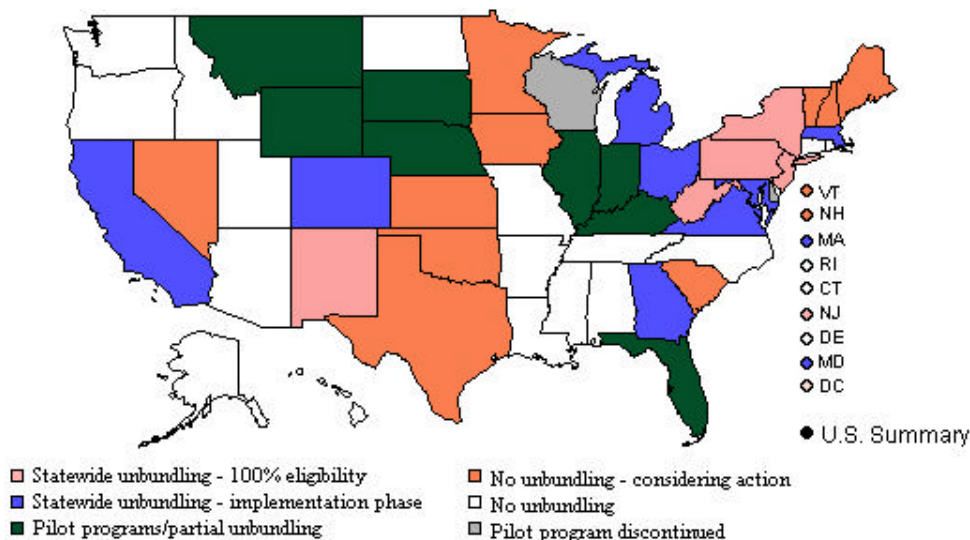 VT
NH
MA
RI
CT
NJ
DE
MD
DC
U.S. Summary
Statewide unbundling - 100% eligibility
Statewide unbundling - implementation phase
Pilot programs/partial unbundling
No unbundling - considering action
No unbundling
Pilot program discontinued